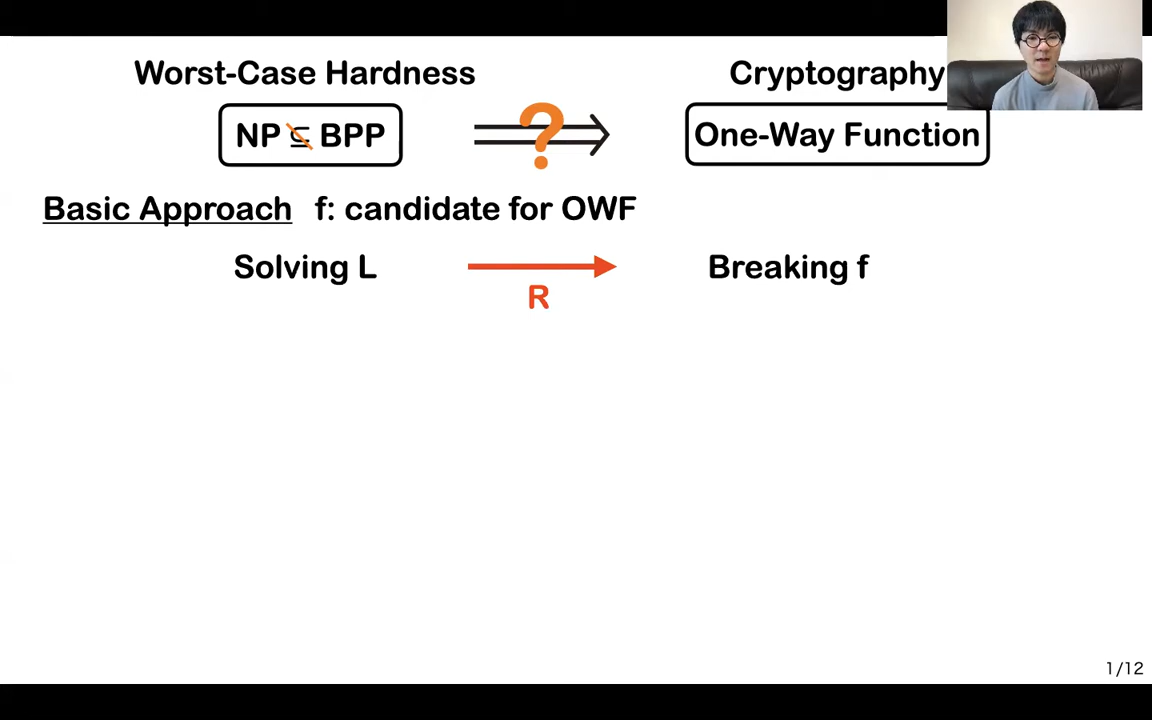 Worst-Case Hardness
Cryptography
NP ⊈ BPP
?
One-Way Function
Basic Approach f: candidate for OWF
Solving L
Breaking f
R
1/12